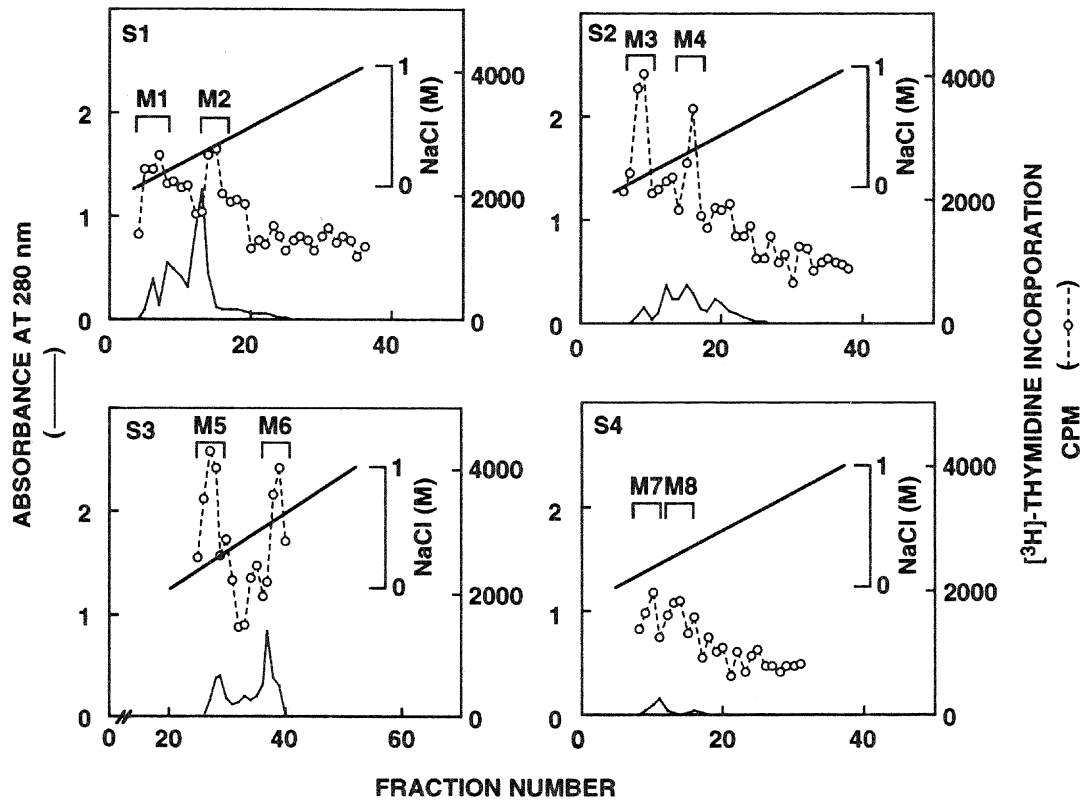 S1
M1 M2
2
1
0
0 20 40
1
0
NaCl (M)
4000
2000
0
S2
M3 M4
2
1
0
0 20 40
1
0
NaCl (M)
4000
2000
0
S3
M5 M6
2
1
0
0 20 40 60
1
0
NaCl (M)
4000
2000
0
S4
M7 M8
2
1
0
0 20 40
1
0
NaCl (M)
4000
2000
0
ABSORBANCE AT 280 nm
(——)
[³H]-THYMIDINE INCORPORATION
CPM (--o--)
FRACTION NUMBER